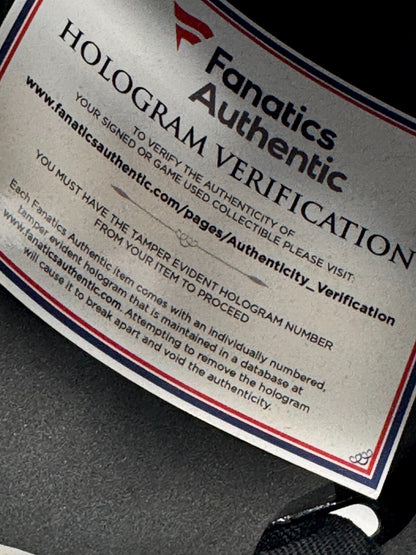 Fanatics
Authentic
HOLOGRAM VERIFICATION
TO VERIFY THE AUTHENTICITY OF
YOUR SIGNED OR GAME USED COLLECTIBLE PLEASE VISIT:
www.fanaticsauthentic.com/pages/Authenticity_Verification
YOU MUST HAVE THE TAMPER EVIDENT HOLOGRAM NUMBER
FROM YOUR ITEM TO PROCEED
Each Fanatics Authentic item comes with an individually numbered,
tamper evident hologram that is maintained in a database at
www.fanaticsauthentic.com. Attempting to remove the hologram
will cause it to break apart and void the authenticity.